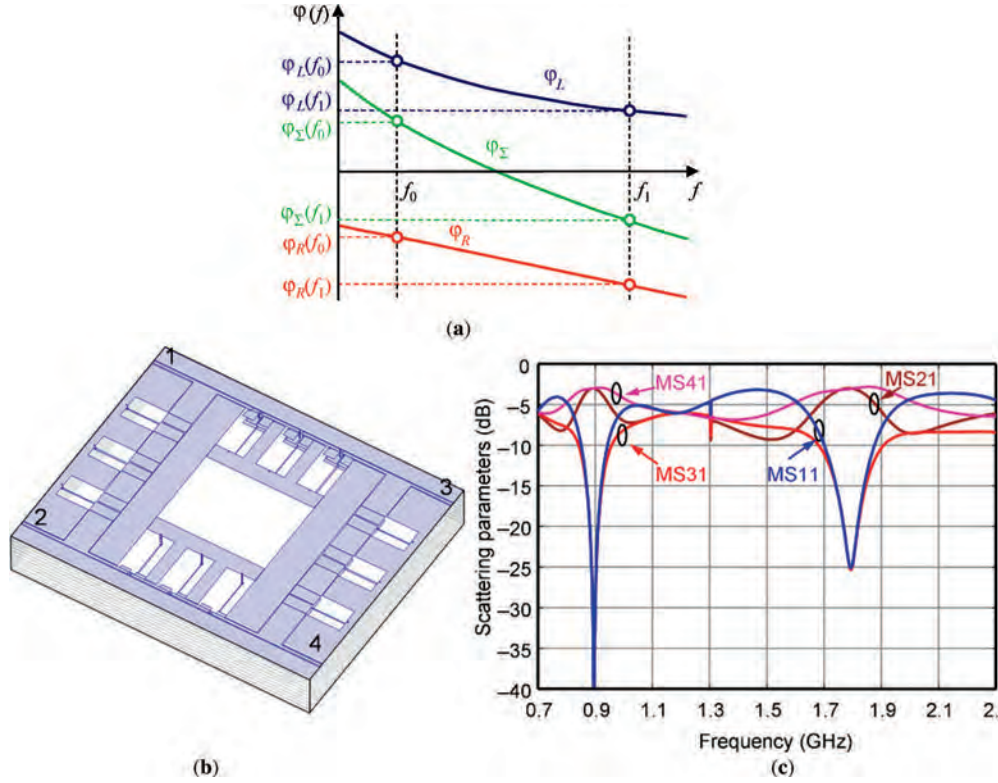 φ(f)
φL(f0)
φL
φL(f1)
φΣ(f0)
φΣ
f0
f1
f
φΣ(f1)
φR(f0)
φR
φR(f1)
(a)
1
2
3
4
(b)
Scattering parameters (dB)
0
–5
–10
–15
–20
–25
–30
–35
–40
MS41
MS21
MS31
MS11
0.7 0.9 1.1 1.3 1.5 1.7 1.9 2.1 2.
Frequency (GHz)
(c)